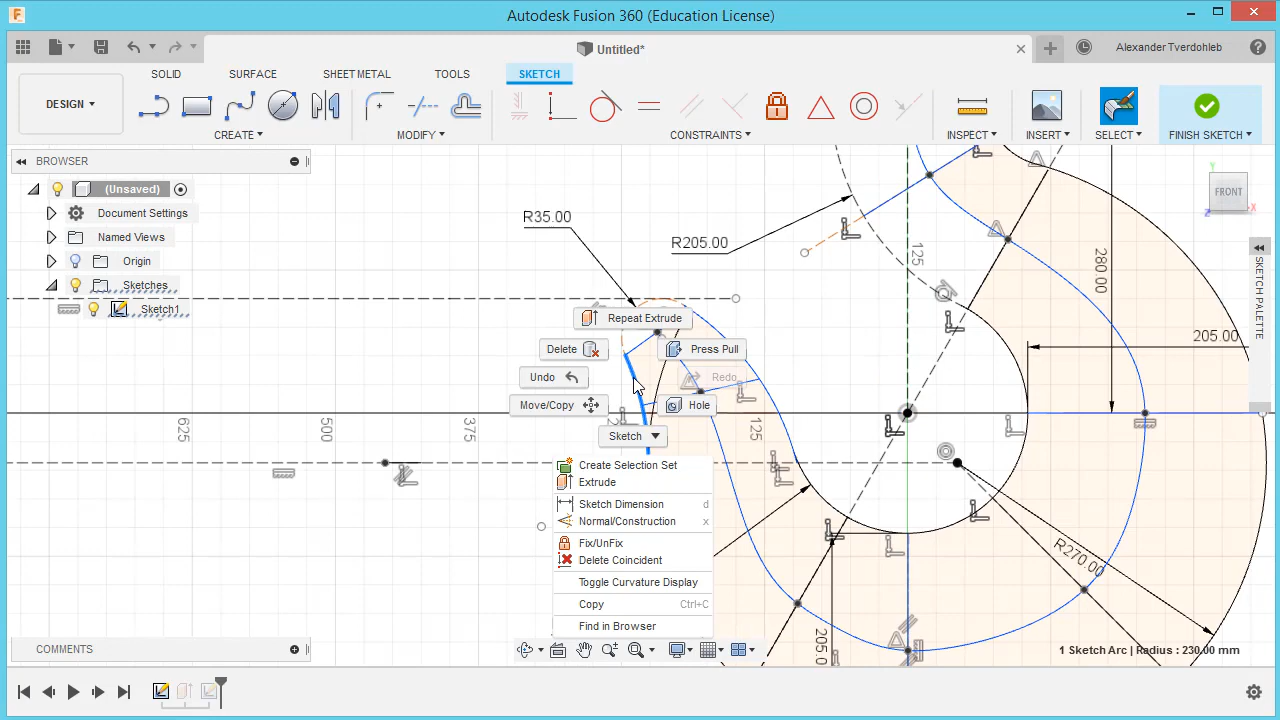 Autodesk Fusion 360 (Education License)
Untitled*
Alexander Tverdohleb
DESIGN
SOLID SURFACE SHEET METAL TOOLS SKETCH
CREATE MODIFY CONSTRAINTS INSPECT INSERT SELECT FINISH SKETCH
BROWSER
(Unsaved)
Document Settings
Named Views
Origin
Sketches
Sketch1
FRONT
Y
X
Z
SKETCH PALETTE
R35.00
R205.00
125
280.00
205.00
625
500
375
125
R270.00
205.0
Repeat Extrude
Delete
Press Pull
Undo
Redo
Move/Copy
Hole
Sketch
Create Selection Set
Extrude
Sketch Dimension d
Normal/Construction x
Fix/UnFix
Delete Coincident
Toggle Curvature Display
Copy Ctrl+C
Find in Browser
COMMENTS
1 Sketch Arc | Radius : 230.00 mm